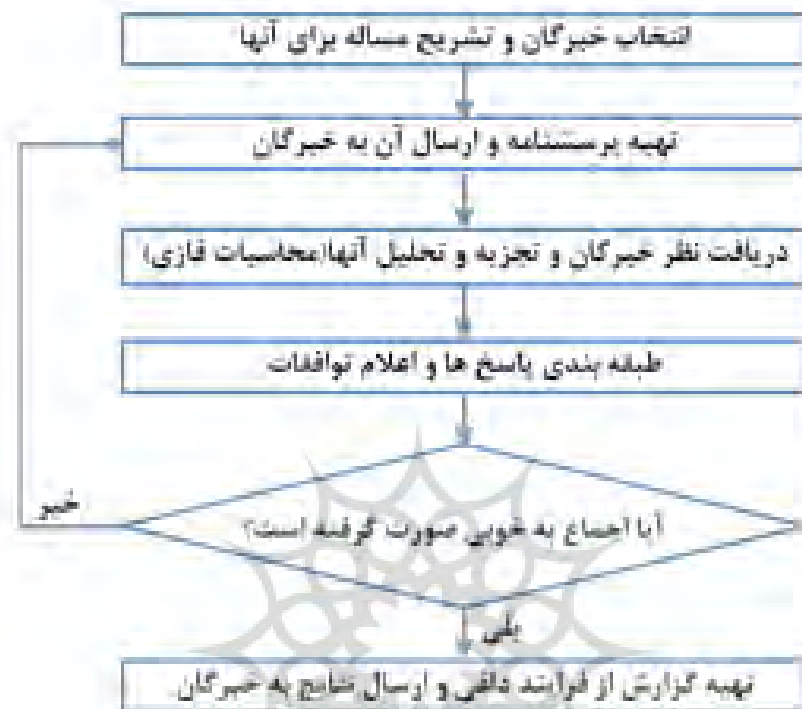 انتخاب خبرگان و تشریح مساله برای آنها
تهیه پرسشنامه و ارسال آن به خبرگان
دریافت نظر خبرگان و تجزیه و تحلیل آنها(محاسبات فازی)
طبقه بندی پاسخ ها و اعلام توافقات
خیر
آیا اجماع به خوبی صورت گرفته است؟
بلی
تهیه گزارش از فرایند دلفی و ارسال نتایج به خبرگان